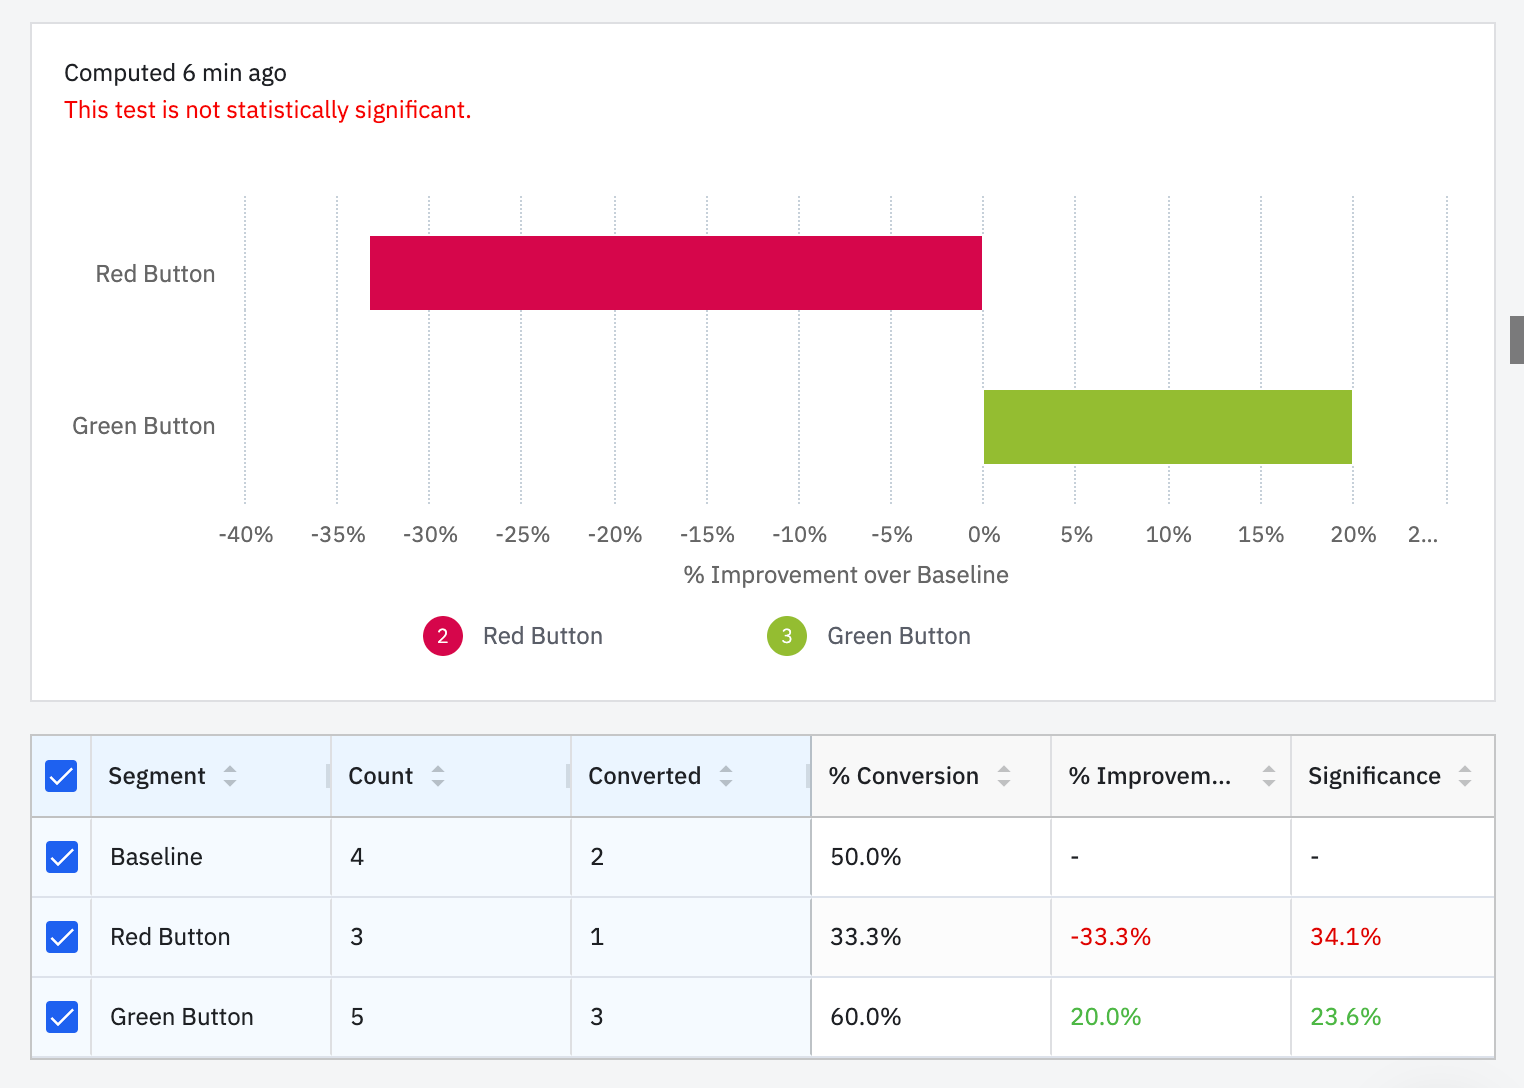 Computed 6 min ago
This test is not statistically significant.
Red Button
Green Button
-40% -35% -30% -25% -20% -15% -10% -5% 0% 5% 10% 15% 20% 2...
% Improvement over Baseline
2 Red Button 3 Green Button
Segment Count Converted % Conversion % Improvem... Significance
Baseline 4 2 50.0% - -
Red Button 3 1 33.3% -33.3% 34.1%
Green Button 5 3 60.0% 20.0% 23.6%